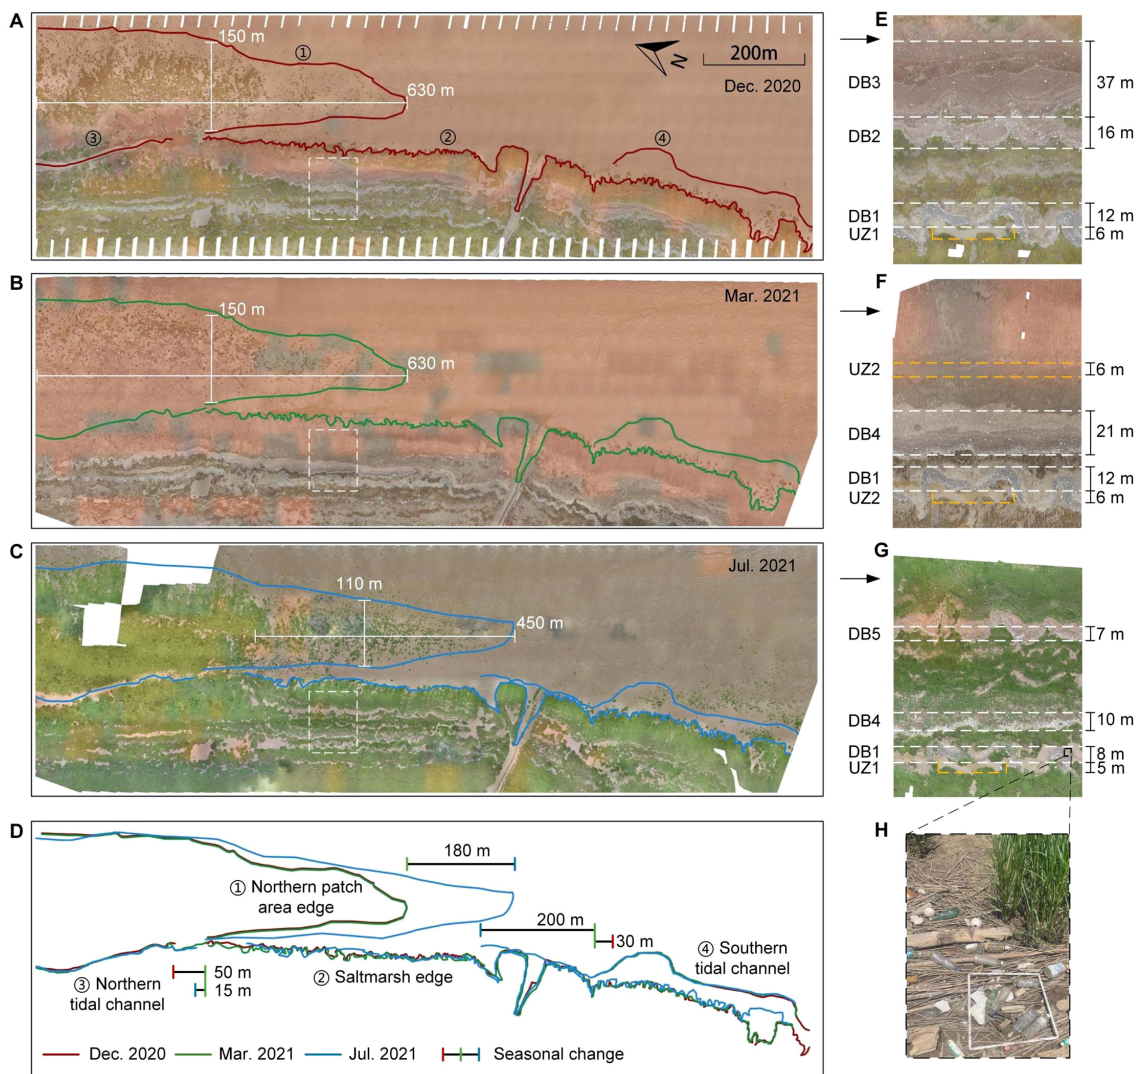 A
150 m
①
630 m
③
②
④
N
200m
Dec. 2020
B
150 m
630 m
Mar. 2021
C
110 m
450 m
Jul. 2021
D
180 m
① Northern patch
area edge
200 m
30 m
④ Southern
tidal channel
③ Northern
tidal channel
50 m
15 m
② Saltmarsh edge
Dec. 2020
Mar. 2021
Jul. 2021
Seasonal change
E
DB3
37 m
DB2
16 m
DB1
12 m
UZ1
6 m
F
UZ2
6 m
DB4
21 m
DB1
12 m
UZ2
6 m
G
DB5
7 m
DB4
10 m
DB1
8 m
UZ1
5 m
H